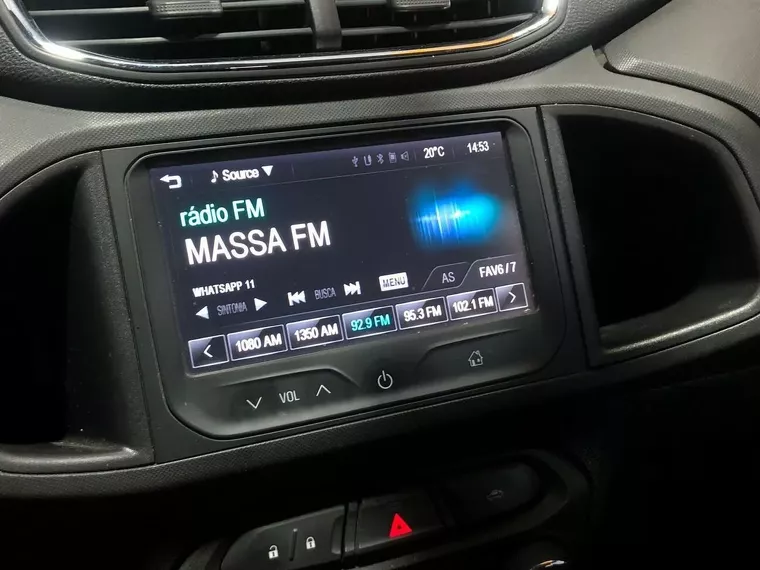 Source 20°C 14:53
rádio FM
MASSA FM
WHATSAPP 11
SINTONIA BUSCA MENU AS FAV6/7
1080 AM 1350 AM 92.9 FM 95.3 FM 102.1 FM
VOL